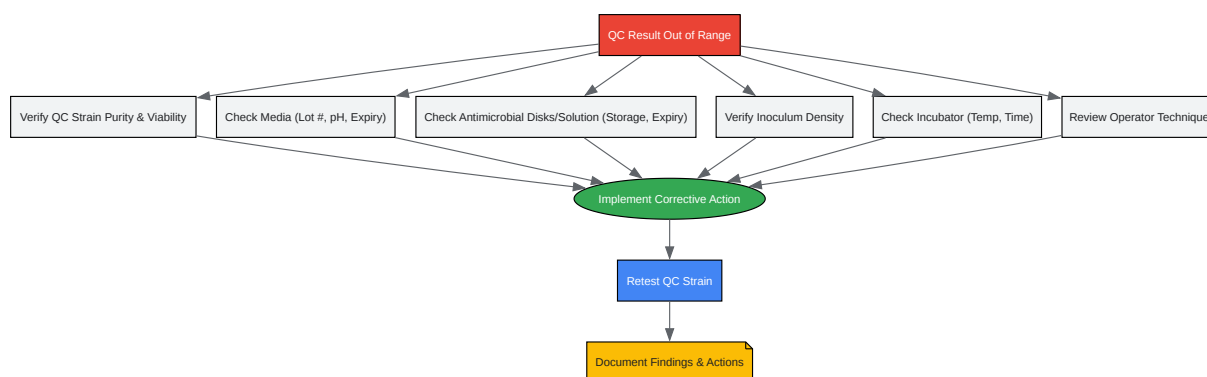 QC Result Out of Range
Verify QC Strain Purity & Viability
Check Media (Lot #, pH, Expiry)
Check Antimicrobial Disks/Solution (Storage, Expiry)
Verify Inoculum Density
Check Incubator (Temp, Time)
Review Operator Technique
Implement Corrective Action
Retest QC Strain
Document Findings & Actions